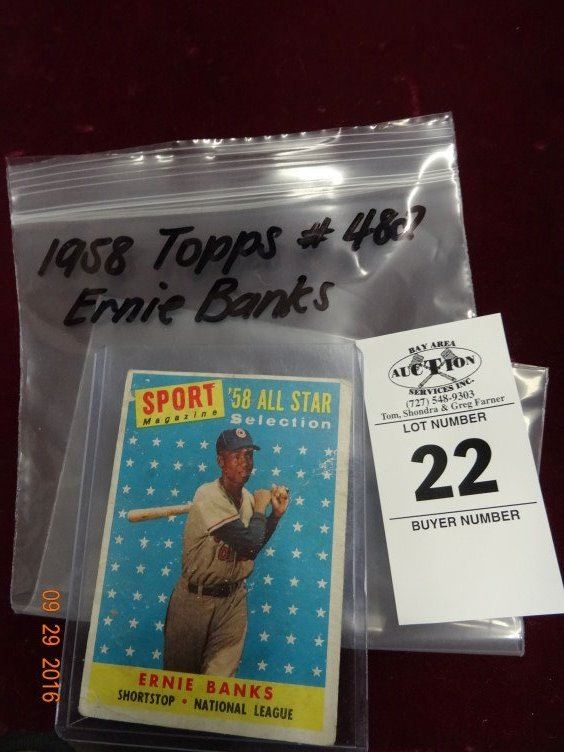 1958 Topps # 482
Ernie Banks
BAY AREA
AUCTION
SERVICES INC.
(727) 548-9303
Tom, Shondra & Greg Farner
LOT NUMBER
22
BUYER NUMBER
SPORT
Magazine
'58 ALL STAR
Selection
ERNIE BANKS
SHORTSTOP • NATIONAL LEAGUE
09 29 2016